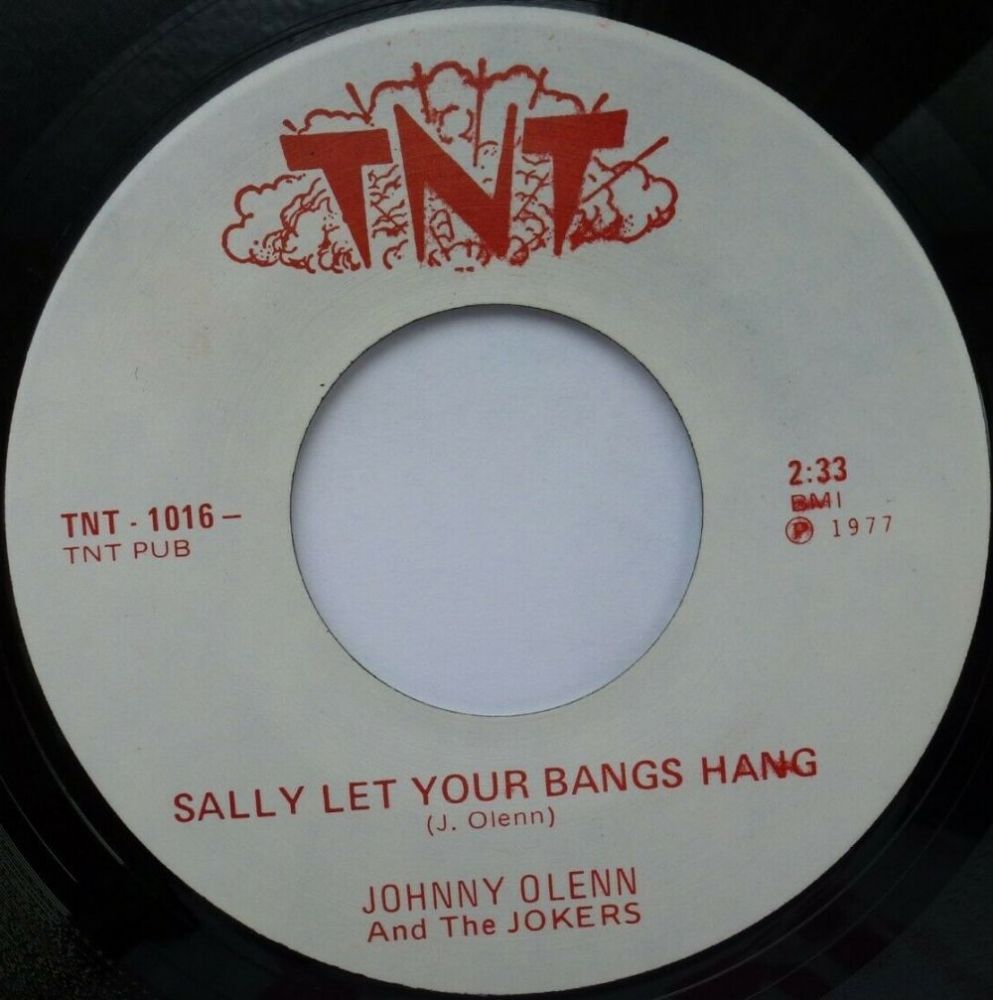 TNT
TNT - 1016 —
TNT PUB
2:33
BMI
Ⓟ 1977
SALLY LET YOUR BANGS HANG
(J. Olenn)
JOHNNY OLENN
And The JOKERS